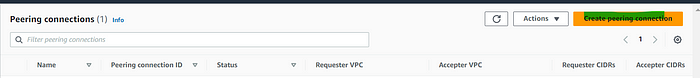 Peering connections (1) Info
Actions
Create peering connection
Filter peering connections
1
Name Peering connection ID Status Requester VPC Accepter VPC Requester CIDRs Accepter CIDRs